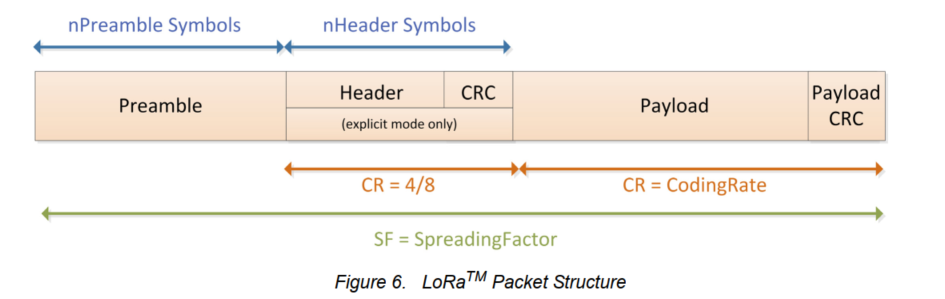 nPreamble Symbols
nHeader Symbols
Preamble
Header
CRC
(explicit mode only)
Payload
Payload
CRC
CR = 4/8
CR = CodingRate
SF = SpreadingFactor
Figure 6. LoRaTM Packet Structure